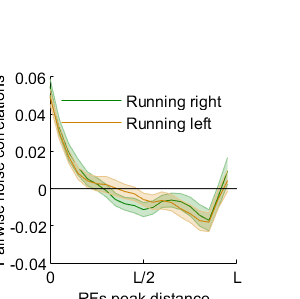 0.06
Running right
0.04
Running left
0.02
0
-0.02
-0.04
0
L/2
L
RFs peak distance
Pairwise noise correlations